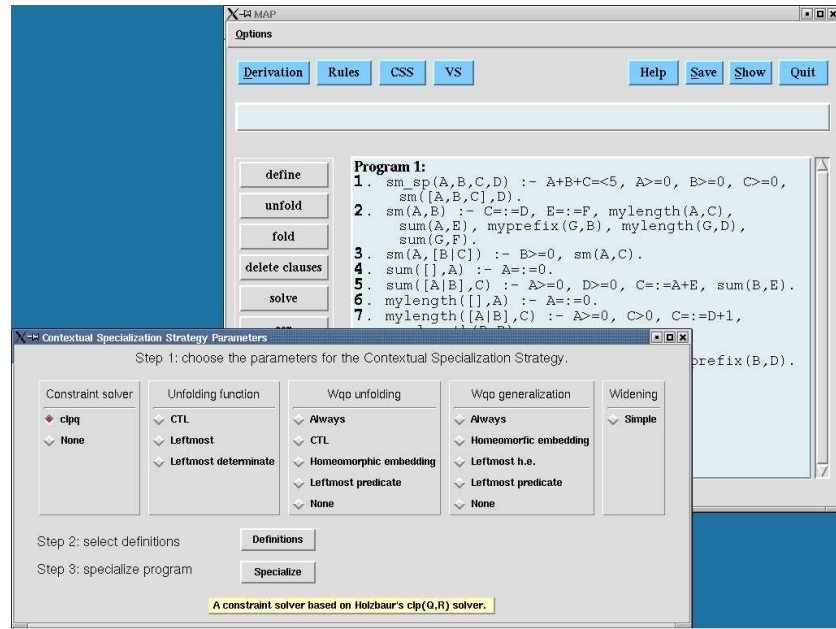 MAP
Options
Derivation Rules CSS VS Help Save Show Quit
define
unfold
fold
delete clauses
solve
Program 1:
1. sm_sp(A,B,C,D) :- A+B+C=<5, A>=0, B>=0, C>=0,
sm([A,B,C],D).
2. sm(A,B) :- C=:=D, E=:=F, mylength(A,C),
sum(A,E), myprefix(G,B), mylength(G,D),
sum(G,F).
3. sm(A,[B|C]) :- B>=0, sm(A,C).
4. sum([],A) :- A=:=0.
5. sum([A|B],C) :- A>=0, D>=0, C=:=A+E, sum(B,E).
6. mylength([],A) :- A=:=0.
7. mylength([A|B],C) :- A>=0, C>0, C=:=D+1,
prefix(B,D).
Contextual Specialization Strategy Parameters
Step 1: choose the parameters for the Contextual Specialization Strategy.
Constraint solver
clpq
None
Unfolding function
CTL
Leftmost
Leftmost determinate
Wqo unfolding
Always
CTL
Homeomorphic embedding
Leftmost predicate
None
Wqo generalization
Always
Homeomorfic embedding
Leftmost h.e.
Leftmost predicate
None
Widening
Simple
Step 2: select definitions Definitions
Step 3: specialize program Specialize
A constraint solver based on Holzbaur's clp(Q,R) solver.